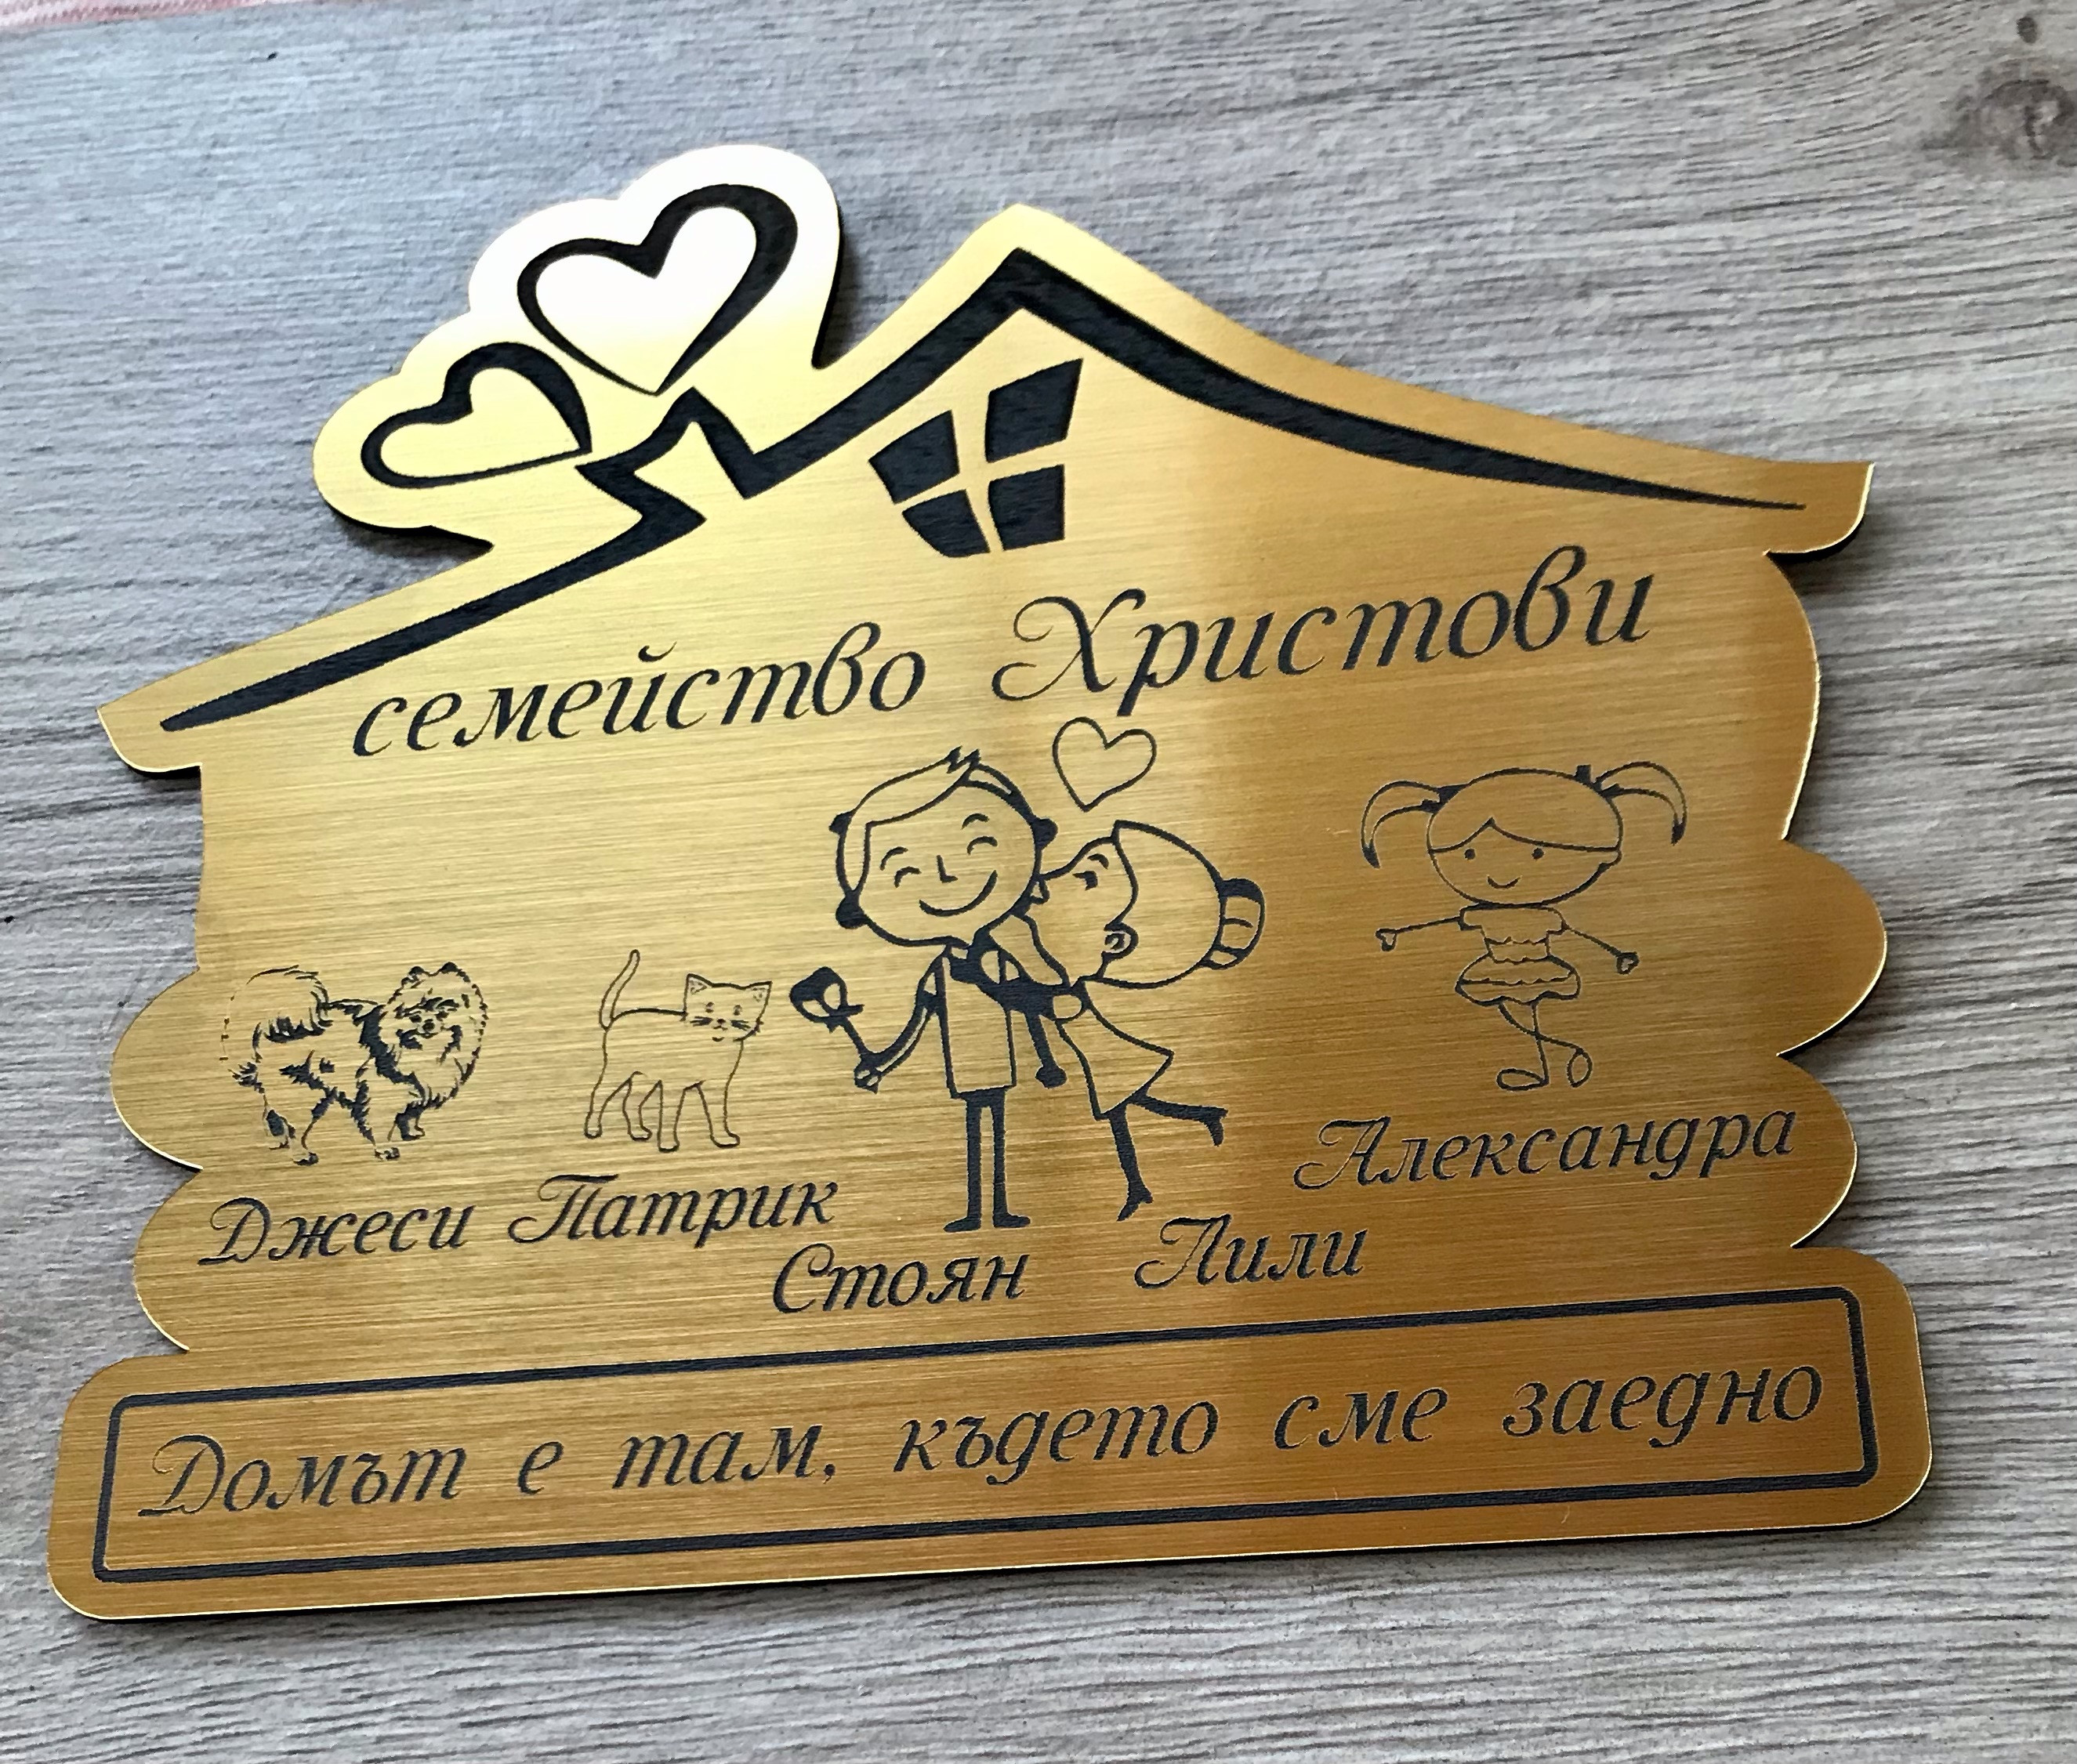 семейство Христови
Джеси Патрик
Стоян Лили
Александра
Домът е там, където сме заедно